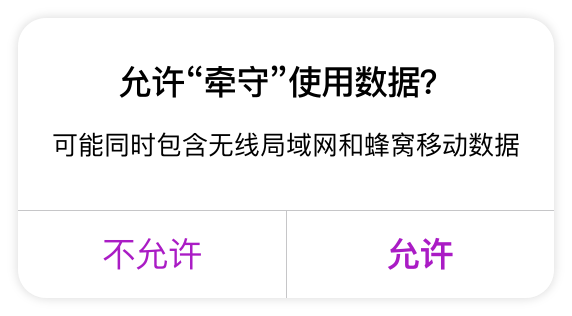 允许“牵守”使用数据？
可能同时包含无线局域网和蜂窝移动数据
不允许
允许